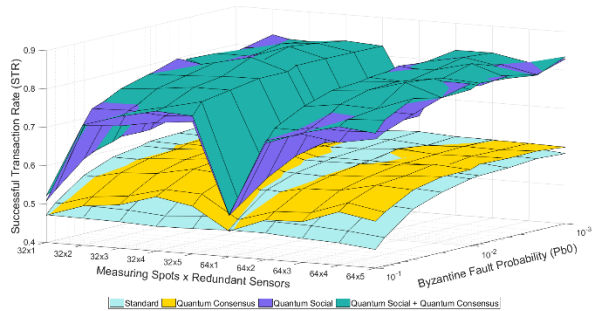 0.9
0.8
0.7
0.6
0.5
0.4
Successful Transaction Rate (STR)
32x1
32x2
32x3
32x4
32x5
64x1
64x2
64x3
64x4
64x5
Measuring Spots x Redundant Sensors
10-1
10-2
10-3
Byzantine Fault Probability (Pb0)
Standard Quantum Consensus Quantum Social Quantum Social + Quantum Consensus